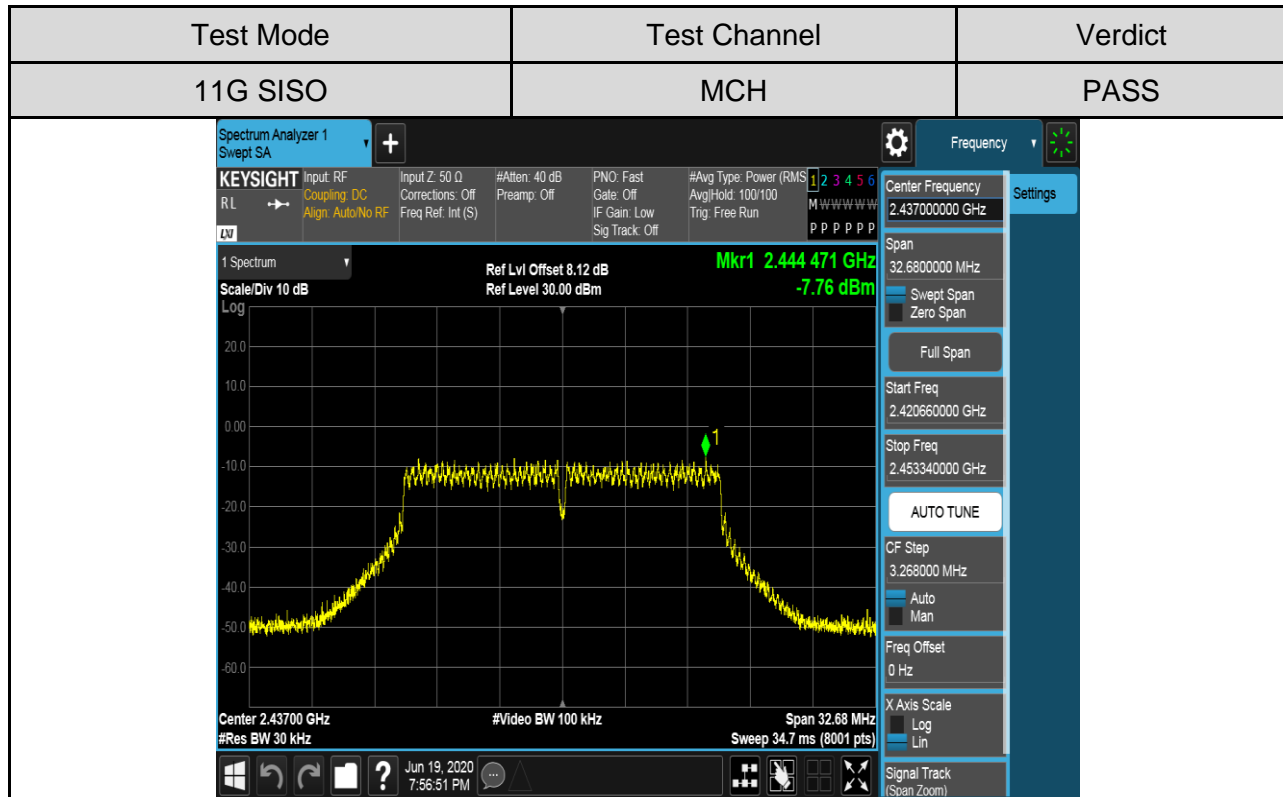 Test Mode Test Channel Verdict
11G SISO MCH PASS
Spectrum Analyzer 1
Swept SA
+
Frequency
KEYSIGHT
RL
LXI
Input: RF
Coupling: DC
Align: Auto/No RF
Input Z: 50 Ω
Corrections: Off
Freq Ref: Int (S)
#Atten: 40 dB
Preamp: Off
PNO: Fast
Gate: Off
IF Gain: Low
Sig Track: Off
#Avg Type: Power (RMS
Avg|Hold: 100/100
Trig: Free Run
1 2 3 4 5 6
M W W W W W
P P P P P P
1 Spectrum
Scale/Div 10 dB
Ref Lvl Offset 8.12 dB
Ref Level 30.00 dBm
Mkr1 2.444 471 GHz
-7.76 dBm
Log
20.0
10.0
0.00
-10.0
-20.0
-30.0
-40.0
-50.0
-60.0
1
Center 2.43700 GHz
#Res BW 30 kHz
#Video BW 100 kHz
Span 32.68 MHz
Sweep 34.7 ms (8001 pts)
Center Frequency
2.437000000 GHz
Span
32.6800000 MHz
Swept Span
Zero Span
Full Span
Start Freq
2.420660000 GHz
Stop Freq
2.453340000 GHz
AUTO TUNE
CF Step
3.268000 MHz
Auto
Man
Freq Offset
0 Hz
X Axis Scale
Log
Lin
Signal Track
(Span Zoom)
Settings
?
Jun 19, 2020
7:56:51 PM